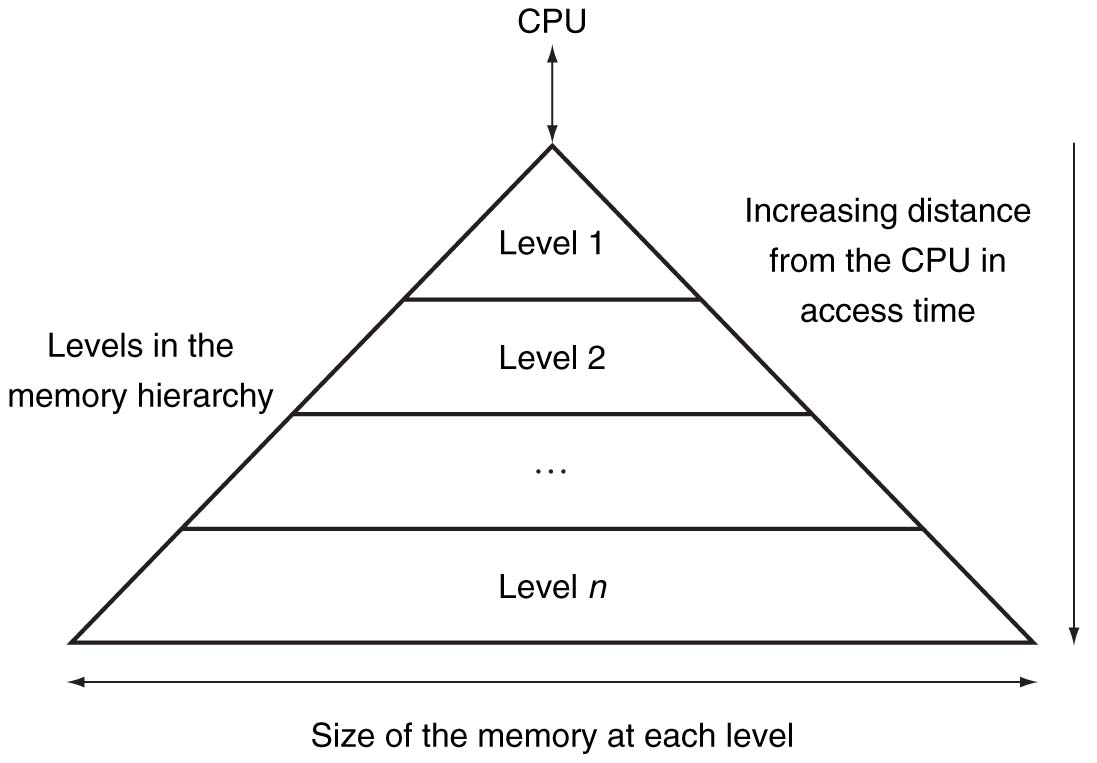 CPU
Level 1
Increasing distance
from the CPU in
access time
Levels in the
memory hierarchy
Level 2
...
Level n
Size of the memory at each level